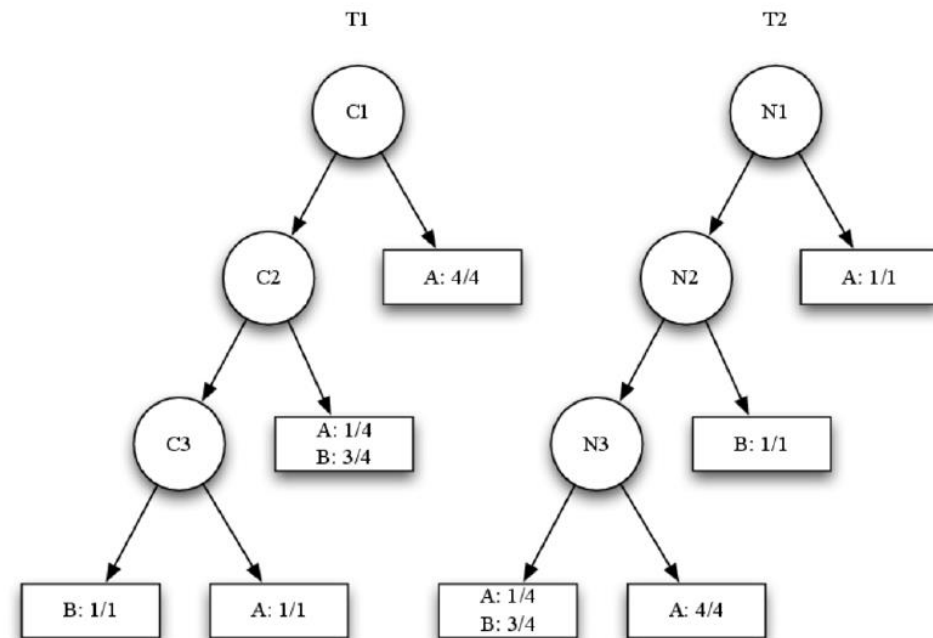 T1 T2
C1 N1
C2 A: 4/4 N2 A: 1/1
C3 A: 1/4 N3 B: 1/1
B: 3/4
B: 1/1 A: 1/1 A: 1/4 A: 4/4
B: 3/4